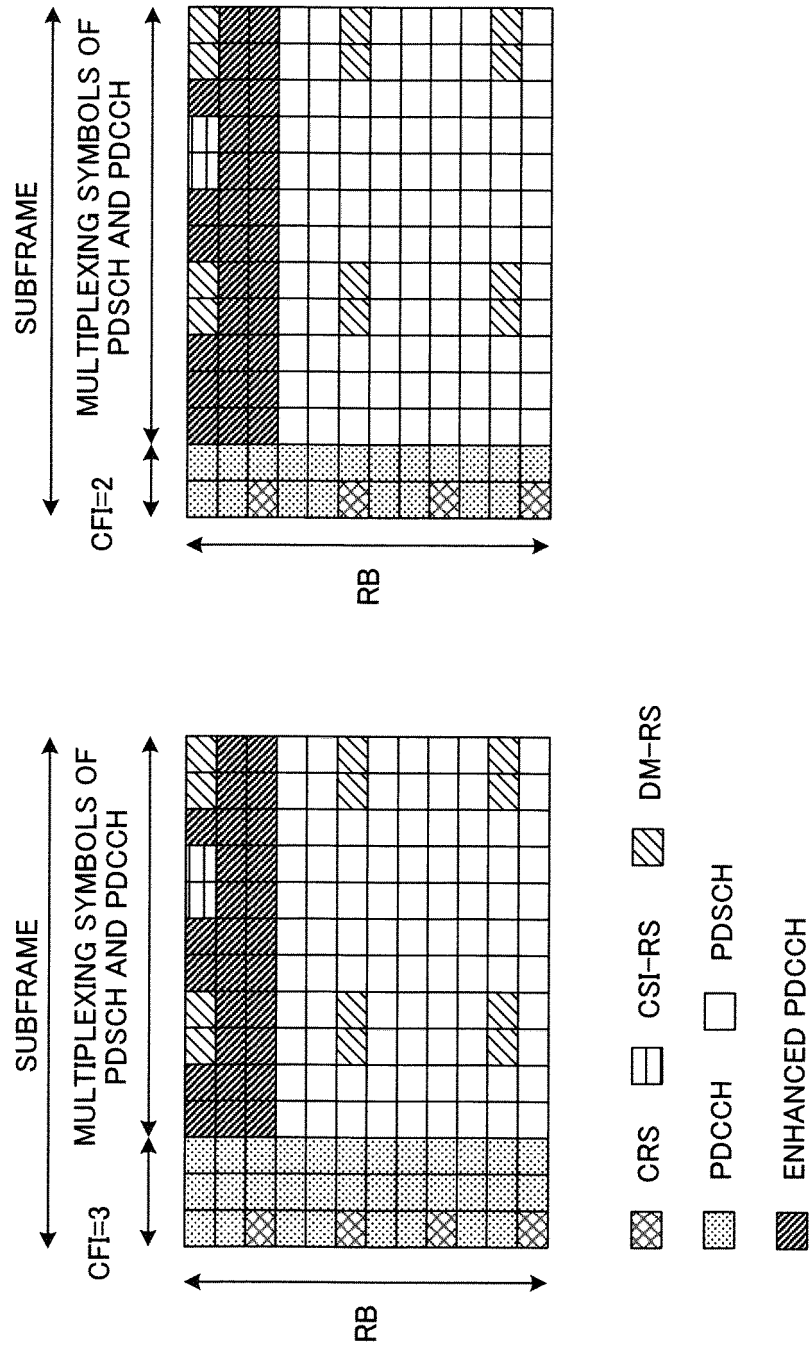 SUBFRAME
CFI=3
MULTIPLEXING SYMBOLS OF
PDSCH AND PDCCH
RB
SUBFRAME
CFI=2
MULTIPLEXING SYMBOLS OF
PDSCH AND PDCCH
RB
CRS
CSI-RS
DM-RS
PDCCH
PDSCH
ENHANCED PDCCH